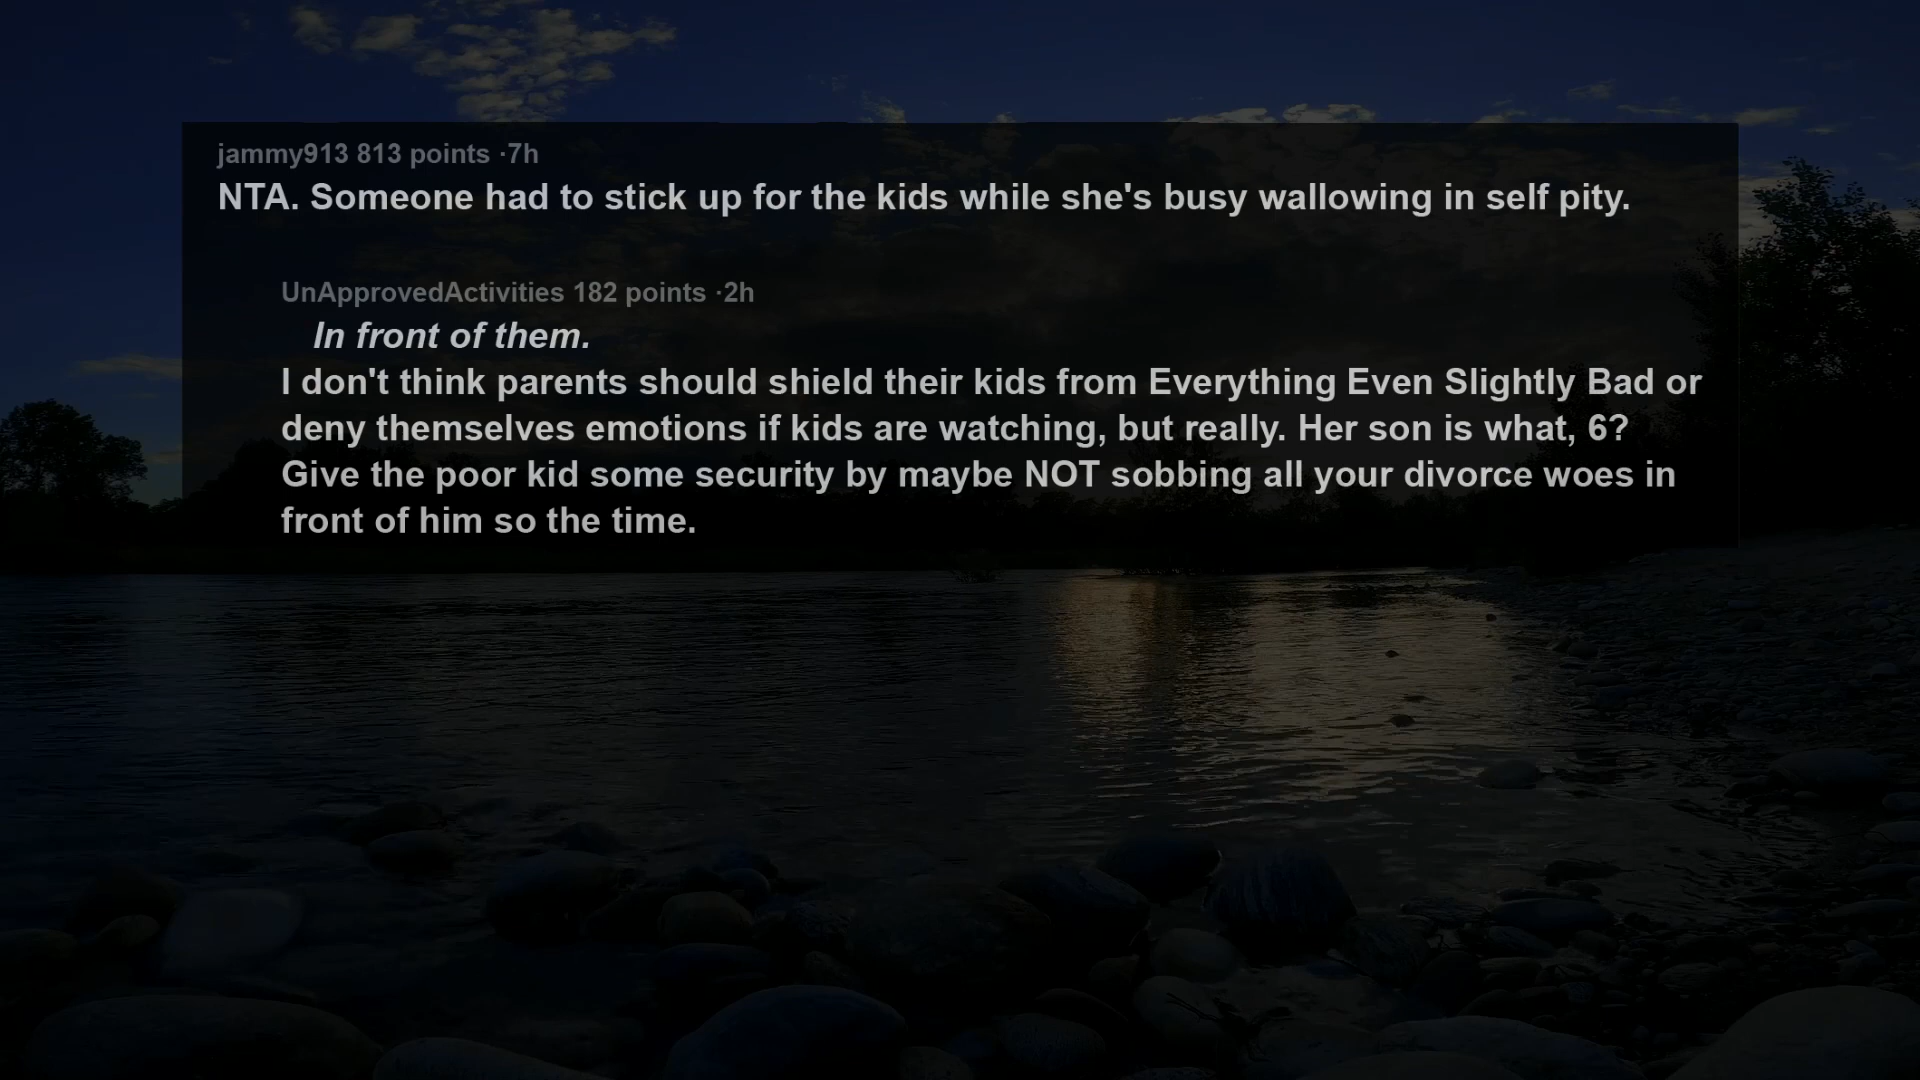 jammy913 813 points ·7h
NTA. Someone had to stick up for the kids while she's busy wallowing in self pity.
UnApprovedActivities 182 points ·2h
In front of them.
I don't think parents should shield their kids from Everything Even Slightly Bad or
deny themselves emotions if kids are watching, but really. Her son is what, 6?
Give the poor kid some security by maybe NOT sobbing all your divorce woes in
front of him so the time.